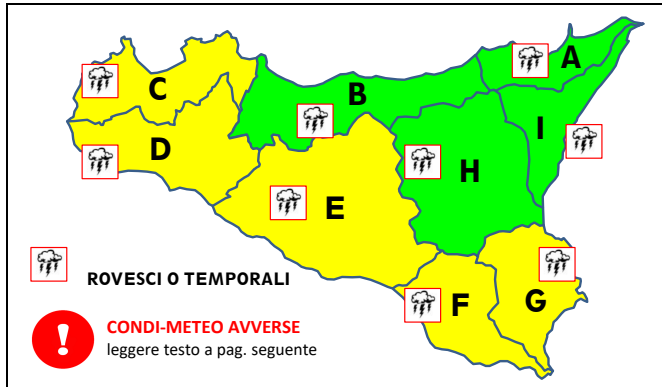 A
C
B
I
D
H
E
F
G
ROVESCI O TEMPORALI
!
CONDI-METEO AVVERSE
leggere testo a pag. seguente